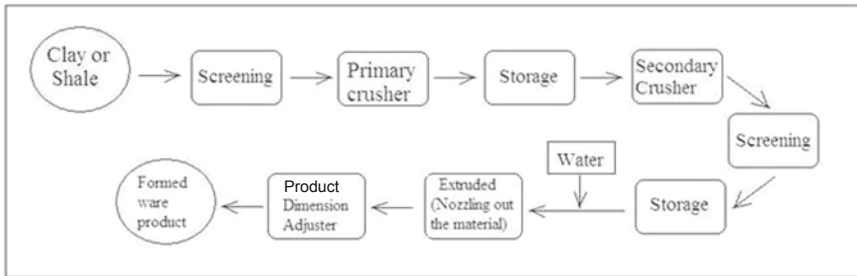 Clay or
Shale
Screening
Primary
crusher
Storage
Secondary
Crusher
Screening
Water
Storage
Extruded
(Nozzling out
the material)
Product
Dimension
Adjuster
Formed
ware
product